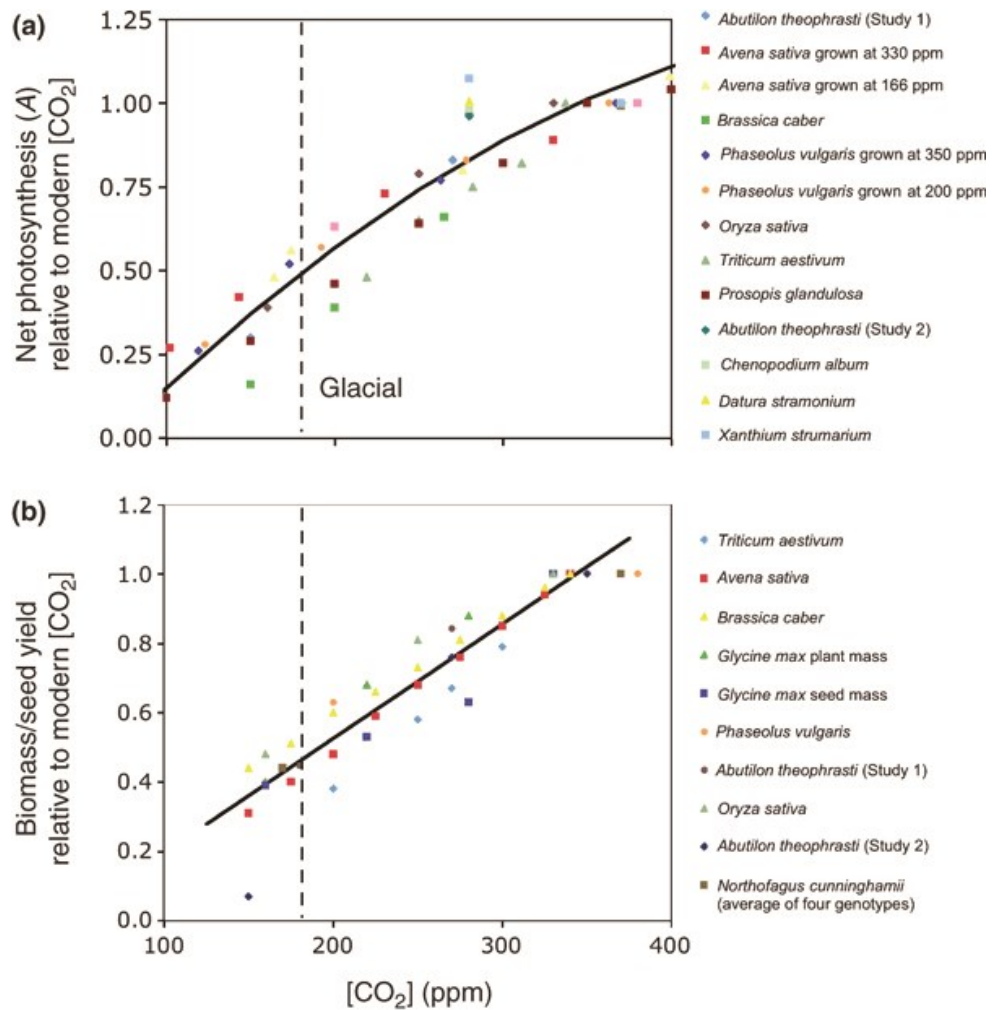 (a)
Net photosynthesis (A)
relative to modern [CO₂]
1.25
1.00
0.75
0.50
0.25
0.00
Glacial
Abutilon theophrasti (Study 1)
Avena sativa grown at 330 ppm
Avena sativa grown at 166 ppm
Brassica caber
Phaseolus vulgaris grown at 350 ppm
Phaseolus vulgaris grown at 200 ppm
Oryza sativa
Triticum aestivum
Prosopis glandulosa
Abutilon theophrasti (Study 2)
Chenopodium album
Datura stramonium
Xanthium strumarium
100
200
300
400
(b)
Biomass/seed yield
relative to modern [CO₂]
1.2
1.0
0.8
0.6
0.4
0.2
0.0
Triticum aestivum
Avena sativa
Brassica caber
Glycine max plant mass
Glycine max seed mass
Phaseolus vulgaris
Abutilon theophrasti (Study 1)
Oryza sativa
Abutilon theophrasti (Study 2)
Northofagus cunninghamii
(average of four genotypes)
100
200
300
400
[CO₂] (ppm)